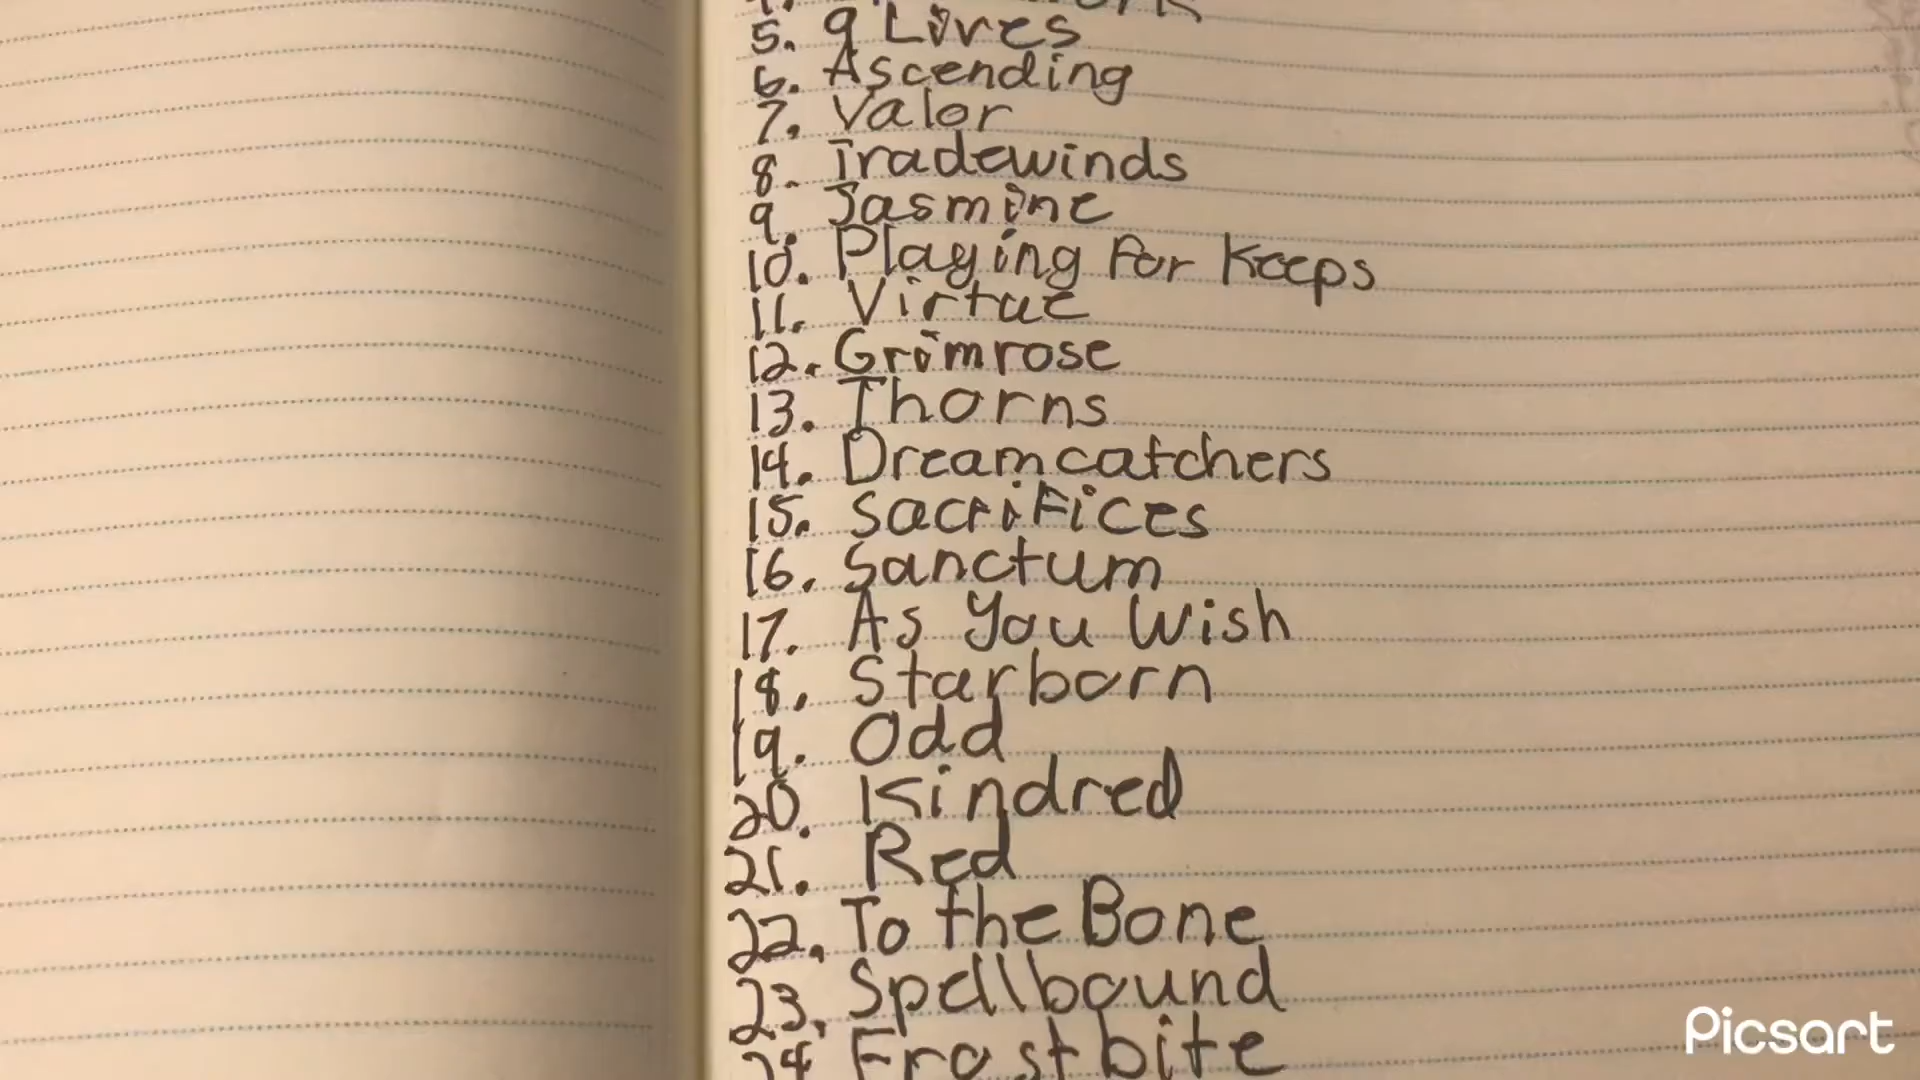 5. 9 Lives
6. Ascending
7. Valor
8. Tradewinds
9. Jasmine
10. Playing For Keeps
11. Virtue
12. Grimrose
13. Thorns
14. Dreamcatchers
15. Sacrifices
16. Sanctum
17. As You Wish
18. Starborn
19. Odd
20. Kindred
21. Red
22. To the Bone
23. Spellbound
24 Frostbite
Picsart